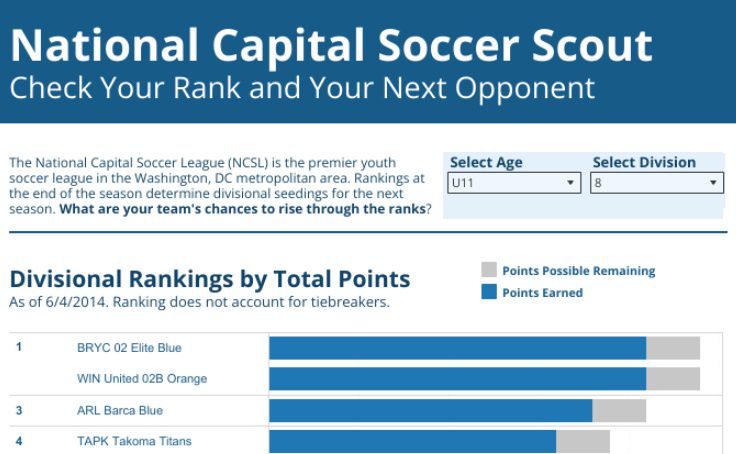 National Capital Soccer Scout
Check Your Rank and Your Next Opponent
The National Capital Soccer League (NCSL) is the premier youth
soccer league in the Washington, DC metropolitan area. Rankings at
the end of the season determine divisional seedings for the next
season. What are your team's chances to rise through the ranks?
Select Age
Select Division
U11
8
Divisional Rankings by Total Points
As of 6/4/2014. Ranking does not account for tiebreakers.
Points Possible Remaining
Points Earned
1 BRYC 02 Elite Blue
WIN United 02B Orange
3 ARL Barca Blue
4 TAPK Takoma Titans